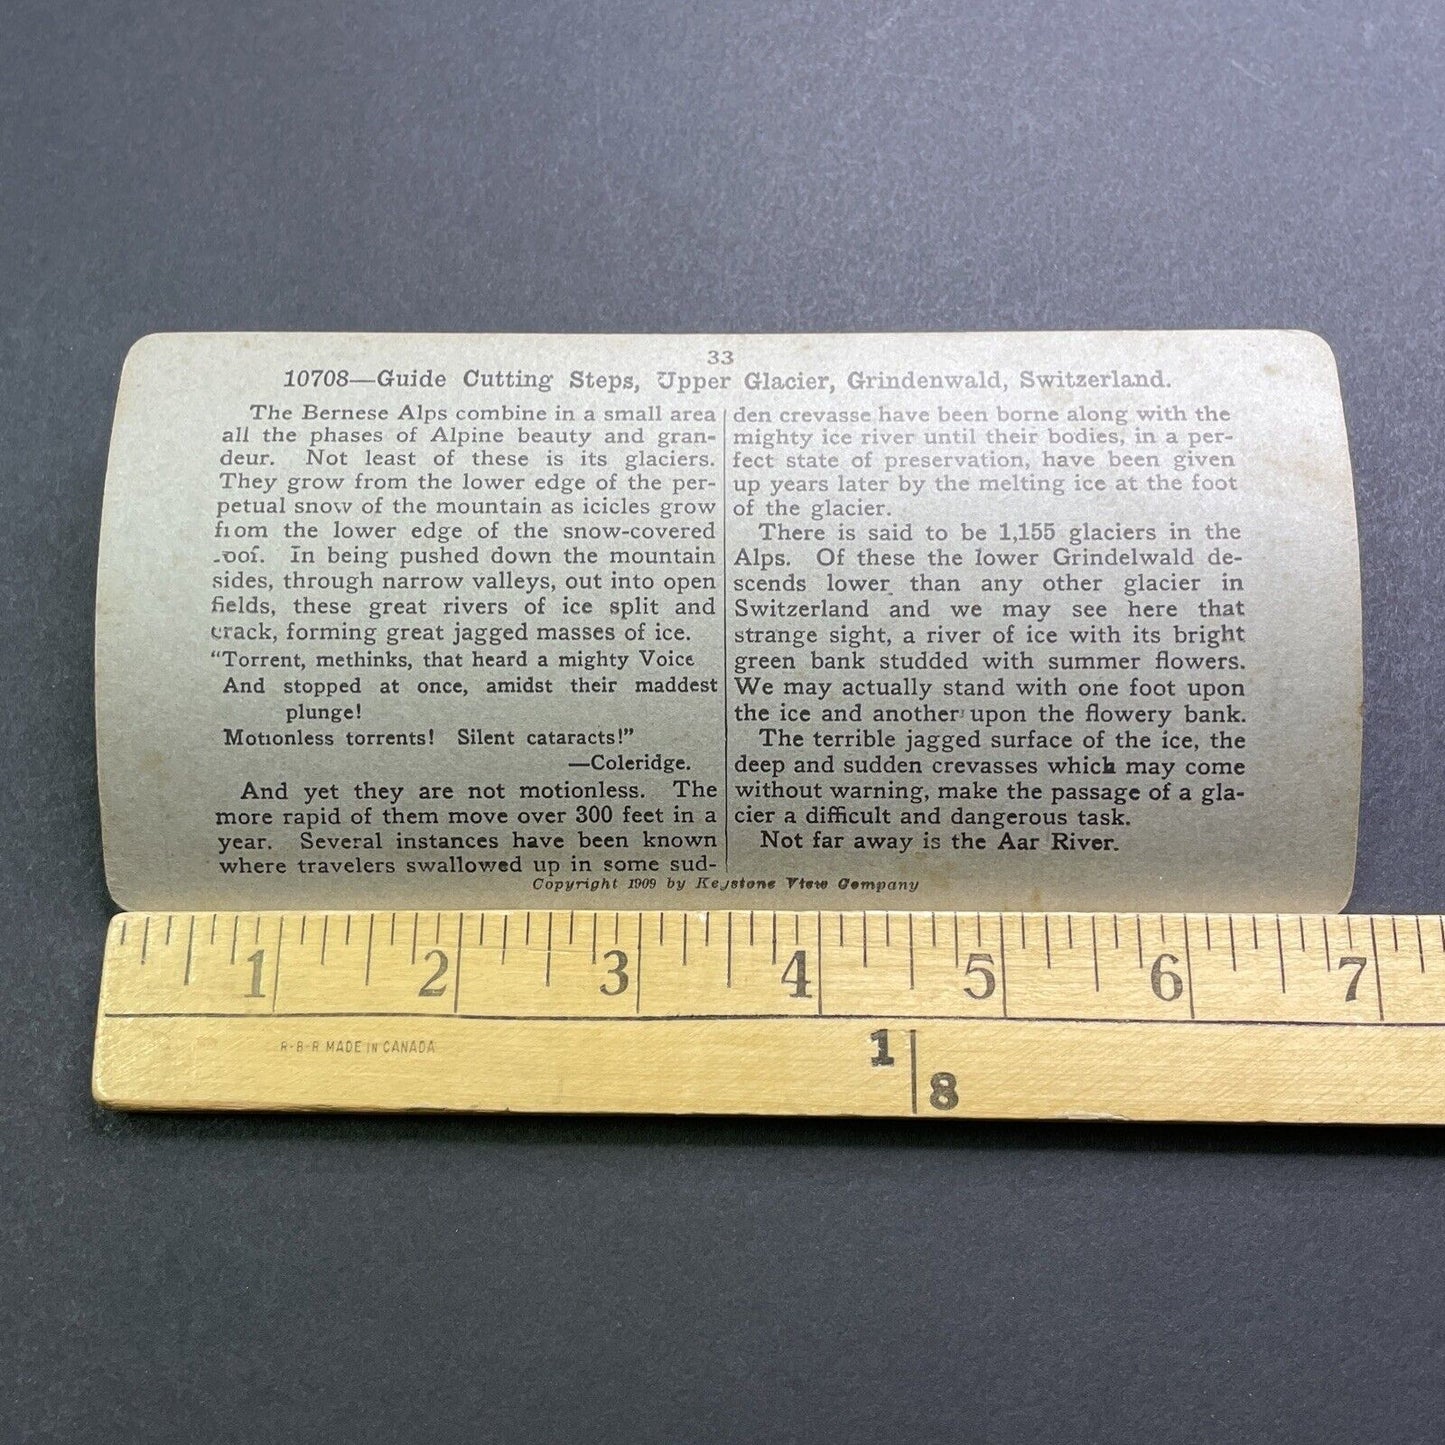 33
10708—Guide Cutting Steps, Upper Glacier, Grindenwald, Switzerland.
The Bernese Alps combine in a small area
all the phases of Alpine beauty and gran-
deur. Not least of these is its glaciers.
They grow from the lower edge of the per-
petual snow of the mountain as icicles grow
from the lower edge of the snow-covered
roof. In being pushed down the mountain
sides, through narrow valleys, out into open
fields, these great rivers of ice split and
crack, forming great jagged masses of ice.
"Torrent, methinks, that heard a mighty Voice
And stopped at once, amidst their maddest
plunge!
Motionless torrents! Silent cataracts!"
—Coleridge.
And yet they are not motionless. The
more rapid of them move over 300 feet in a
year. Several instances have been known
where travelers swallowed up in some sud-
den crevasse have been borne along with the
mighty ice river until their bodies, in a per-
fect state of preservation, have been given
up years later by the melting ice at the foot
of the glacier.
There is said to be 1,155 glaciers in the
Alps. Of these the lower Grindelwald de-
scends lower than any other glacier in
Switzerland and we may see here that
strange sight, a river of ice with its bright
green bank studded with summer flowers.
We may actually stand with one foot upon
the ice and another upon the flowery bank.
The terrible jagged surface of the ice, the
deep and sudden crevasses which may come
without warning, make the passage of a gla-
cier a difficult and dangerous task.
Not far away is the Aar River.
Copyright 1909 by Keystone View Company
1 2 3 4 5 6 7
R-B-R MADE IN CANADA
1
8